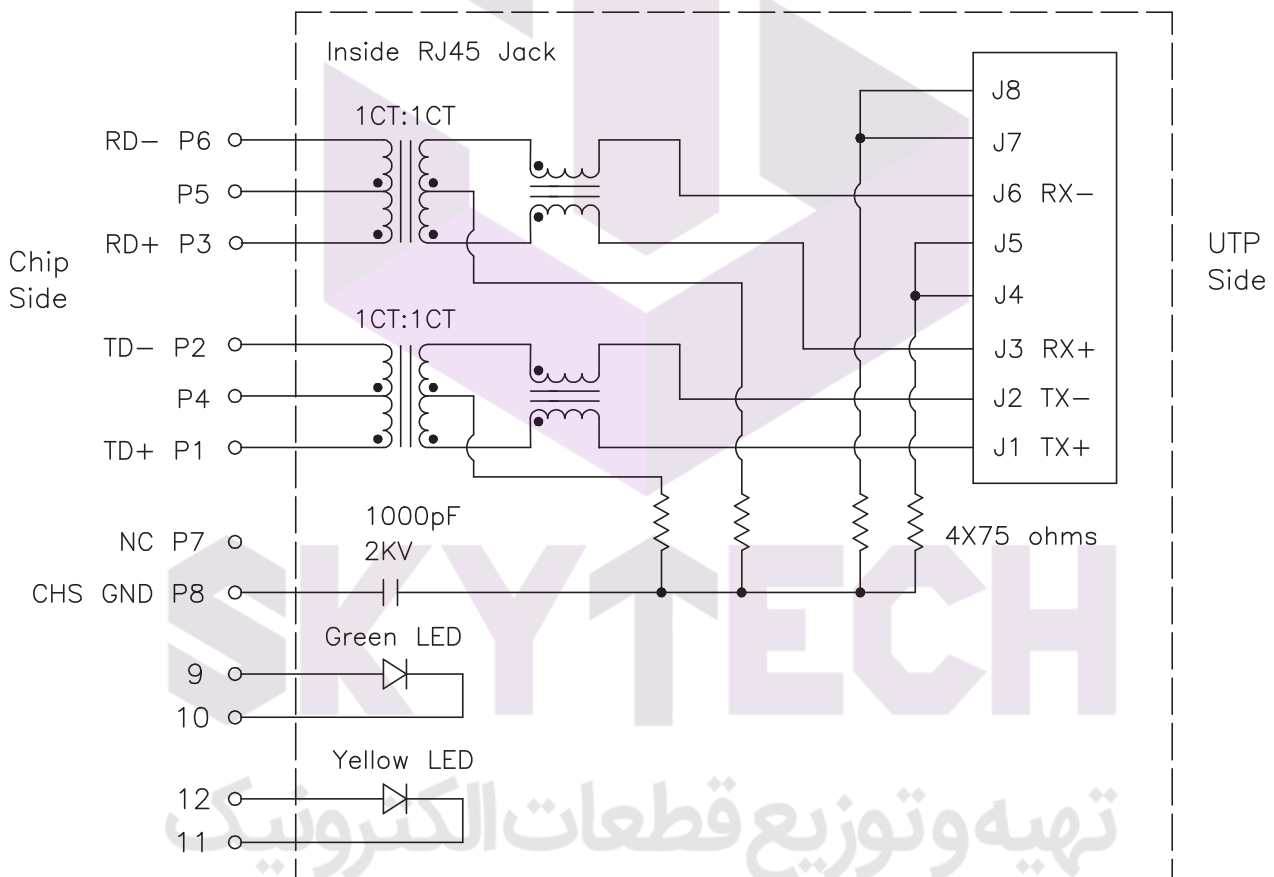 Inside RJ45 Jack
1CT:1CT
RD- P6
P5
RD+ P3
Chip
Side
1CT:1CT
TD- P2
P4
TD+ P1
NC P7
CHS GND P8
1000pF
2KV
4X75 ohms
Green LED
9
10
Yellow LED
12
11
J8
J7
J6 RX-
J5
J4
J3 RX+
J2 TX-
J1 TX+
UTP
Side
SKYTECH
تهیه و توزیع قطعات الکترونیک